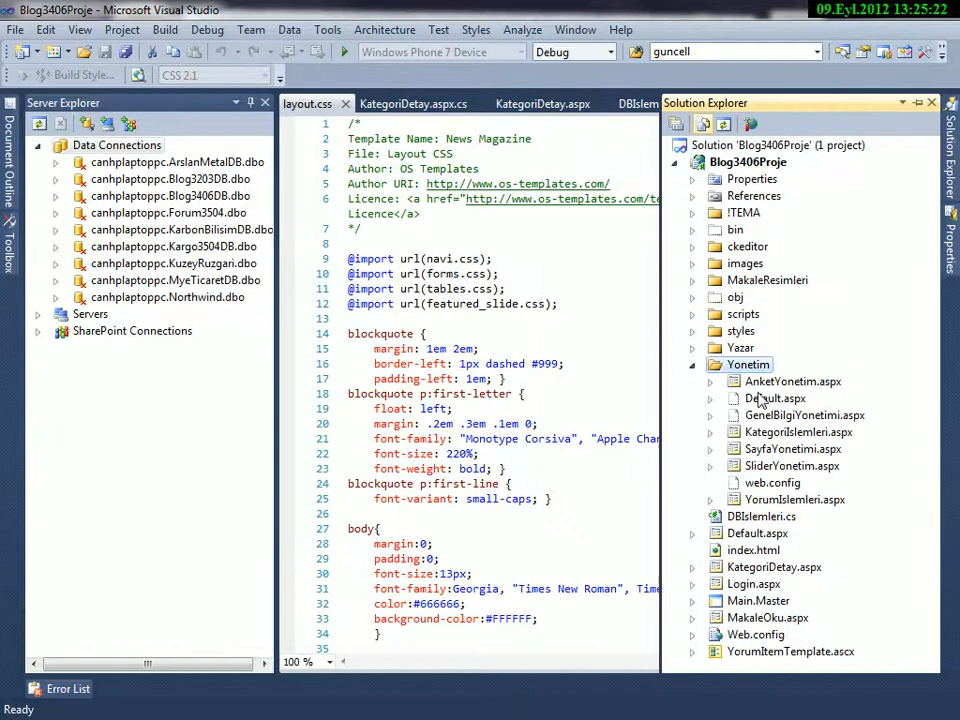 Blog3406Proje - Microsoft Visual Studio
09.Eyl.2012 13:25:22
File Edit View Project Build Debug Team Data Tools Architecture Test Styles Analyze Window Help
Windows Phone 7 Device Debug guncell
Build Style... CSS 2.1
Server Explorer
Data Connections
canhplaptoppc.ArslanMetalDB.dbo
canhplaptoppc.Blog3203DB.dbo
canhplaptoppc.Blog3406DB.dbo
canhplaptoppc.Forum3504.dbo
canhplaptoppc.KarbonBilisimDB.dbo
canhplaptoppc.Kargo3504DB.dbo
canhplaptoppc.KuzeyRuzgari.dbo
canhplaptoppc.MyeTicaretDB.dbo
canhplaptoppc.Northwind.dbo
Servers
SharePoint Connections
Document Outline
Toolbox
layout.css KategoriDetay.aspx.cs KategoriDetay.aspx DBIslem
1 /*
2 Template Name: News Magazine
3 File: Layout CSS
4 Author: OS Templates
5 Author URI: http://www.os-templates.com/
6 Licence: <a href="http://www.os-templates.com/te
Licence</a>
7 */
8
9 @import url(navi.css);
10 @import url(forms.css);
11 @import url(tables.css);
12 @import url(featured_slide.css);
13
14 blockquote {
15 margin: 1em 2em;
16 border-left: 1px dashed #999;
17 padding-left: 1em; }
18 blockquote p:first-letter {
19 float: left;
20 margin: .2em .3em .1em 0;
21 font-family: "Monotype Corsiva", "Apple Chan
22 font-size: 220%;
23 font-weight: bold; }
24 blockquote p:first-line {
25 font-variant: small-caps; }
26
27 body{
28 margin:0;
29 padding:0;
30 font-size:13px;
31 font-family:Georgia, "Times New Roman", Time
32 color:#666666;
33 background-color:#FFFFFF;
34 }
35
100 %
Solution Explorer
Solution 'Blog3406Proje' (1 project)
Blog3406Proje
Properties
References
!TEMA
bin
ckeditor
images
MakaleResimleri
obj
scripts
styles
Yazar
Yonetim
AnketYonetim.aspx
Default.aspx
GenelBilgiYonetimi.aspx
KategoriIslemleri.aspx
SayfaYonetimi.aspx
SliderYonetim.aspx
web.config
YorumIslemleri.aspx
DBIslemleri.cs
Default.aspx
index.html
KategoriDetay.aspx
Login.aspx
Main.Master
MakaleOku.aspx
Web.config
YorumItemTemplate.ascx
Solution Explorer
Properties
Error List
Ready